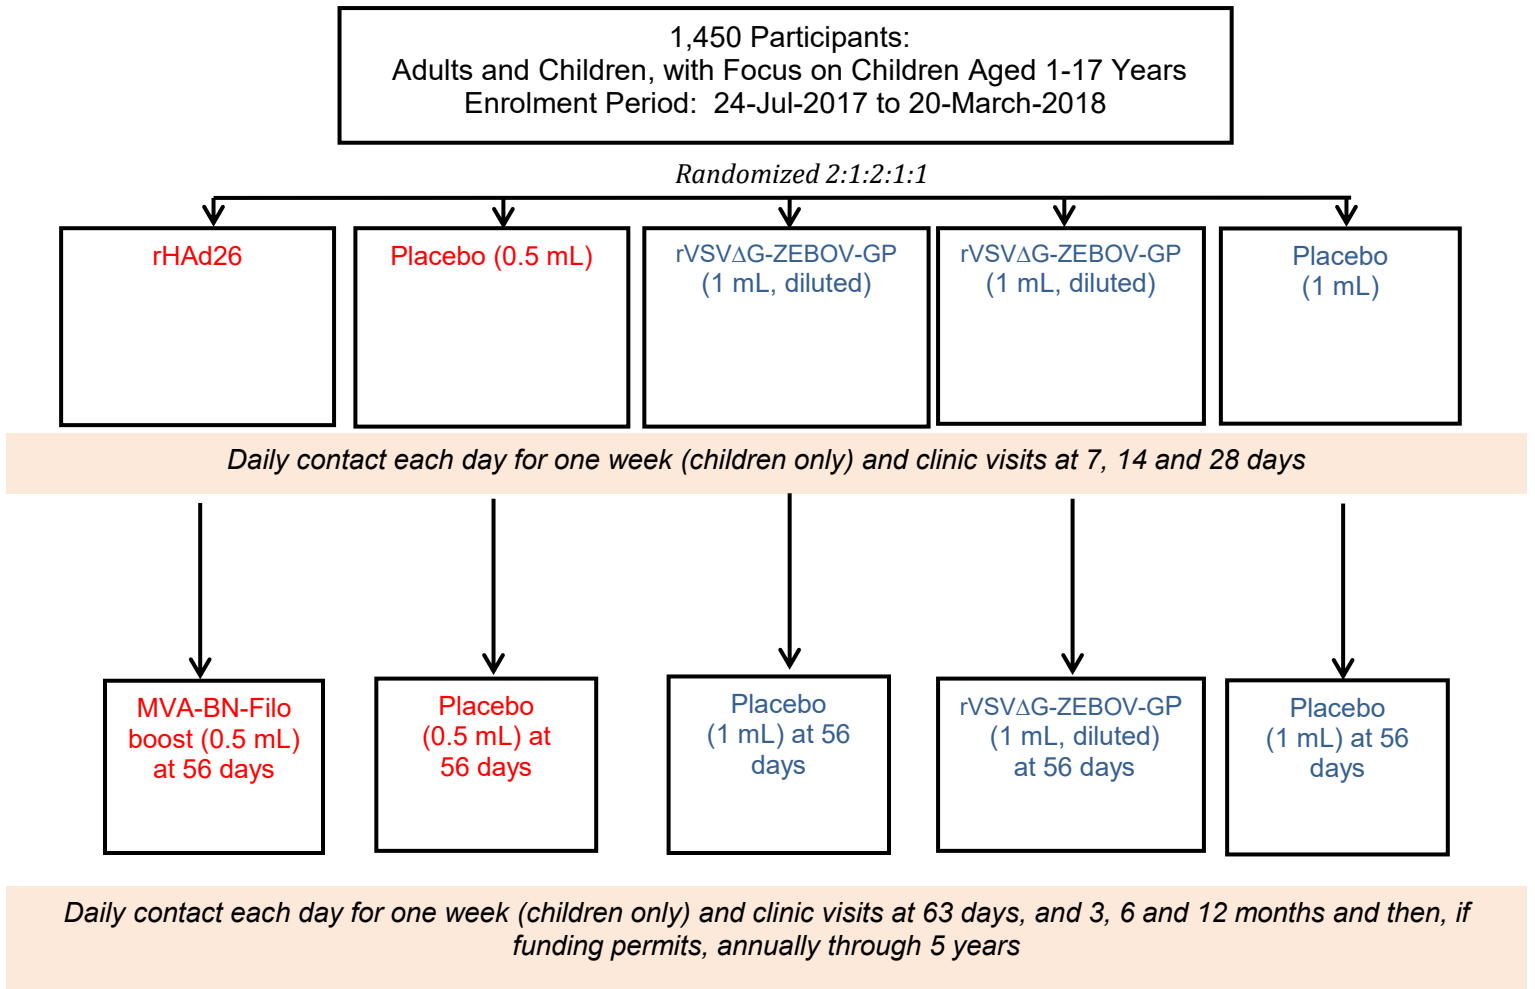 1,450 Participants:
Adults and Children, with Focus on Children Aged 1-17 Years
Enrolment Period:  24-Jul-2017 to 20-March-2018
Randomized 2:1:2:1:1
rHAd26
Placebo (0.5 mL)
rVSV∆G-ZEBOV-GP
(1 mL, diluted)
rVSV∆G-ZEBOV-GP
(1 mL, diluted)
Placebo
(1 mL)
Daily contact each day for one week (children only) and clinic visits at 7, 14 and 28 days
MVA-BN-Filo
boost (0.5 mL)
at 56 days
Placebo
(0.5 mL) at
56 days
Placebo
(1 mL) at 56
days
rVSV∆G-ZEBOV-GP
(1 mL, diluted)
at 56 days
Placebo
(1 mL) at 56
days
Daily contact each day for one week (children only) and clinic visits at 63 days, and 3, 6 and 12 months and then, if
funding permits, annually through 5 years